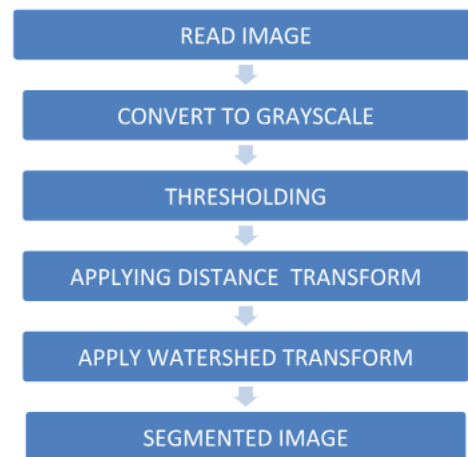 READ IMAGE
CONVERT TO GRAYSCALE
THRESHOLDING
APPLYING DISTANCE  TRANSFORM
APPLY WATERSHED TRANSFORM
SEGMENTED IMAGE